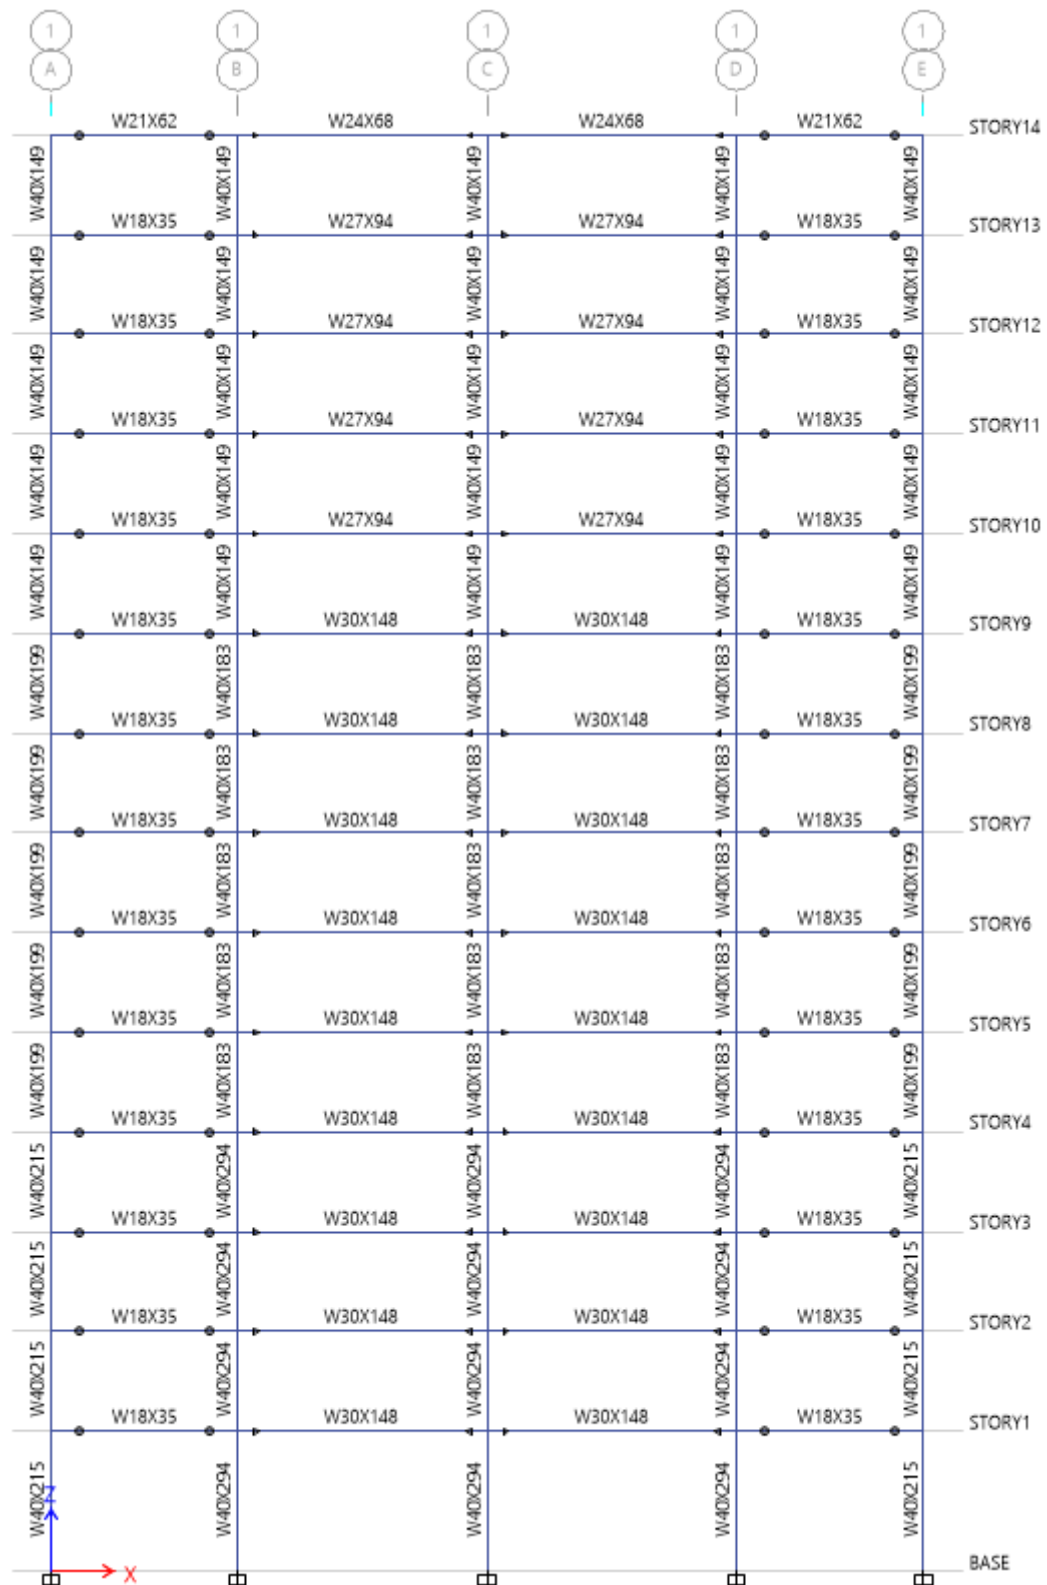 1 1 1 1 1
A B C D E
W21X62 W24X68 W24X68 W21X62 STORY14
W40X149 W40X149 W40X149 W40X149 W40X149
W18X35 W27X94 W27X94 W18X35 STORY13
W40X149 W40X149 W40X149 W40X149 W40X149
W18X35 W27X94 W27X94 W18X35 STORY12
W40X149 W40X149 W40X149 W40X149 W40X149
W18X35 W27X94 W27X94 W18X35 STORY11
W40X149 W40X149 W40X149 W40X149 W40X149
W18X35 W27X94 W27X94 W18X35 STORY10
W40X149 W40X149 W40X149 W40X149 W40X149
W18X35 W30X148 W30X148 W18X35 STORY9
W40X199 W40X183 W40X183 W40X183 W40X199
W18X35 W30X148 W30X148 W18X35 STORY8
W40X199 W40X183 W40X183 W40X183 W40X199
W18X35 W30X148 W30X148 W18X35 STORY7
W40X199 W40X183 W40X183 W40X183 W40X199
W18X35 W30X148 W30X148 W18X35 STORY6
W40X199 W40X183 W40X183 W40X183 W40X199
W18X35 W30X148 W30X148 W18X35 STORY5
W40X199 W40X183 W40X183 W40X183 W40X199
W18X35 W30X148 W30X148 W18X35 STORY4
W40X215 W40X294 W40X294 W40X294 W40X215
W18X35 W30X148 W30X148 W18X35 STORY3
W40X215 W40X294 W40X294 W40X294 W40X215
W18X35 W30X148 W30X148 W18X35 STORY2
W40X215 W40X294 W40X294 W40X294 W40X215
W18X35 W30X148 W30X148 W18X35 STORY1
W40X215 W40X294 W40X294 W40X294 W40X215
Z
X BASE